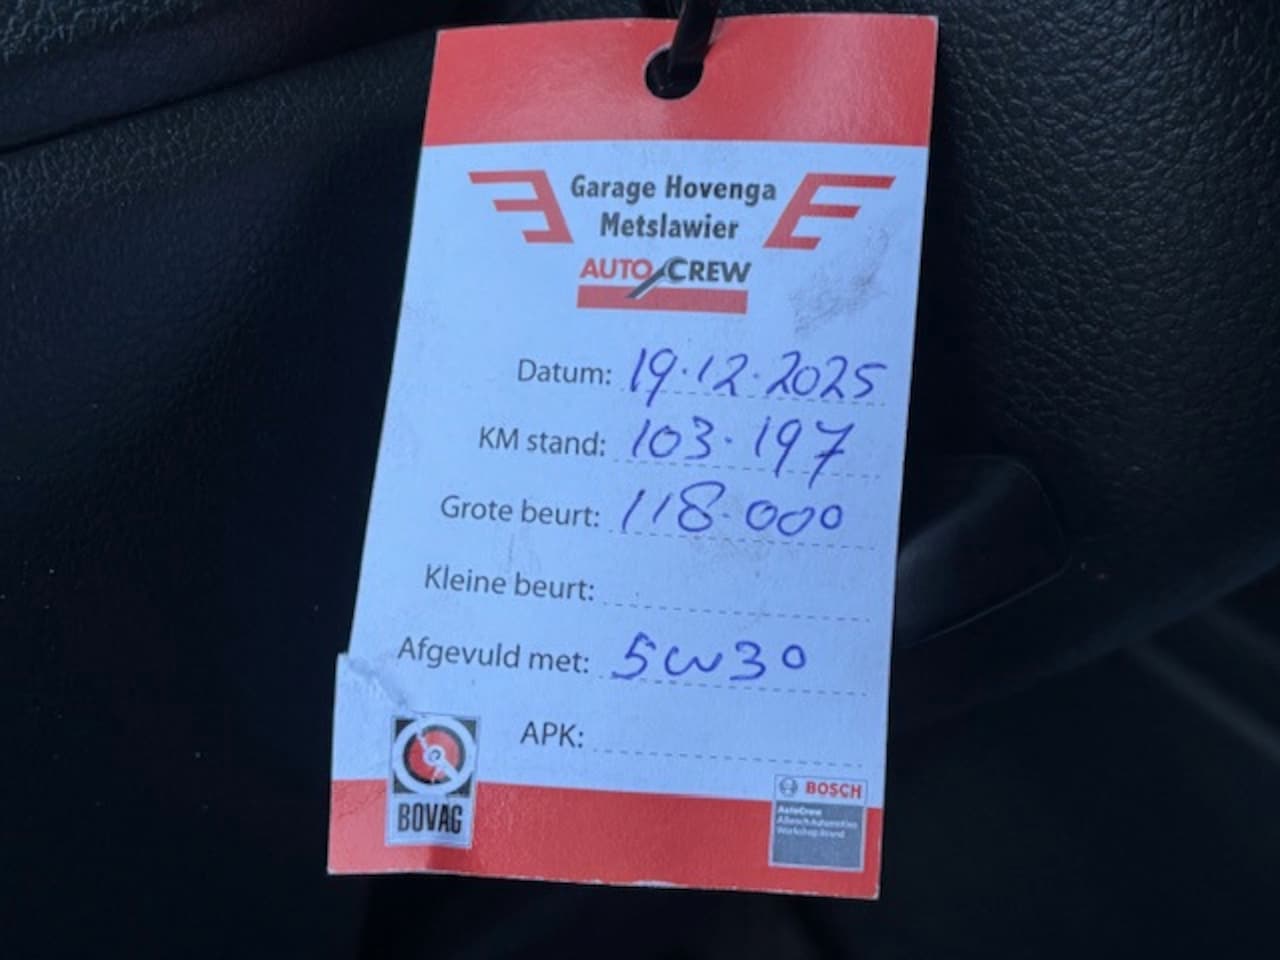 Garage Hovenga
Metslawier
AUTO CREW
Datum: 19.12.2025
KM stand: 103.197
Grote beurt: 118.000
Kleine beurt:
Afgevuld met: 5W30
APK:
BOVAG
BOSCH
AutoCrew